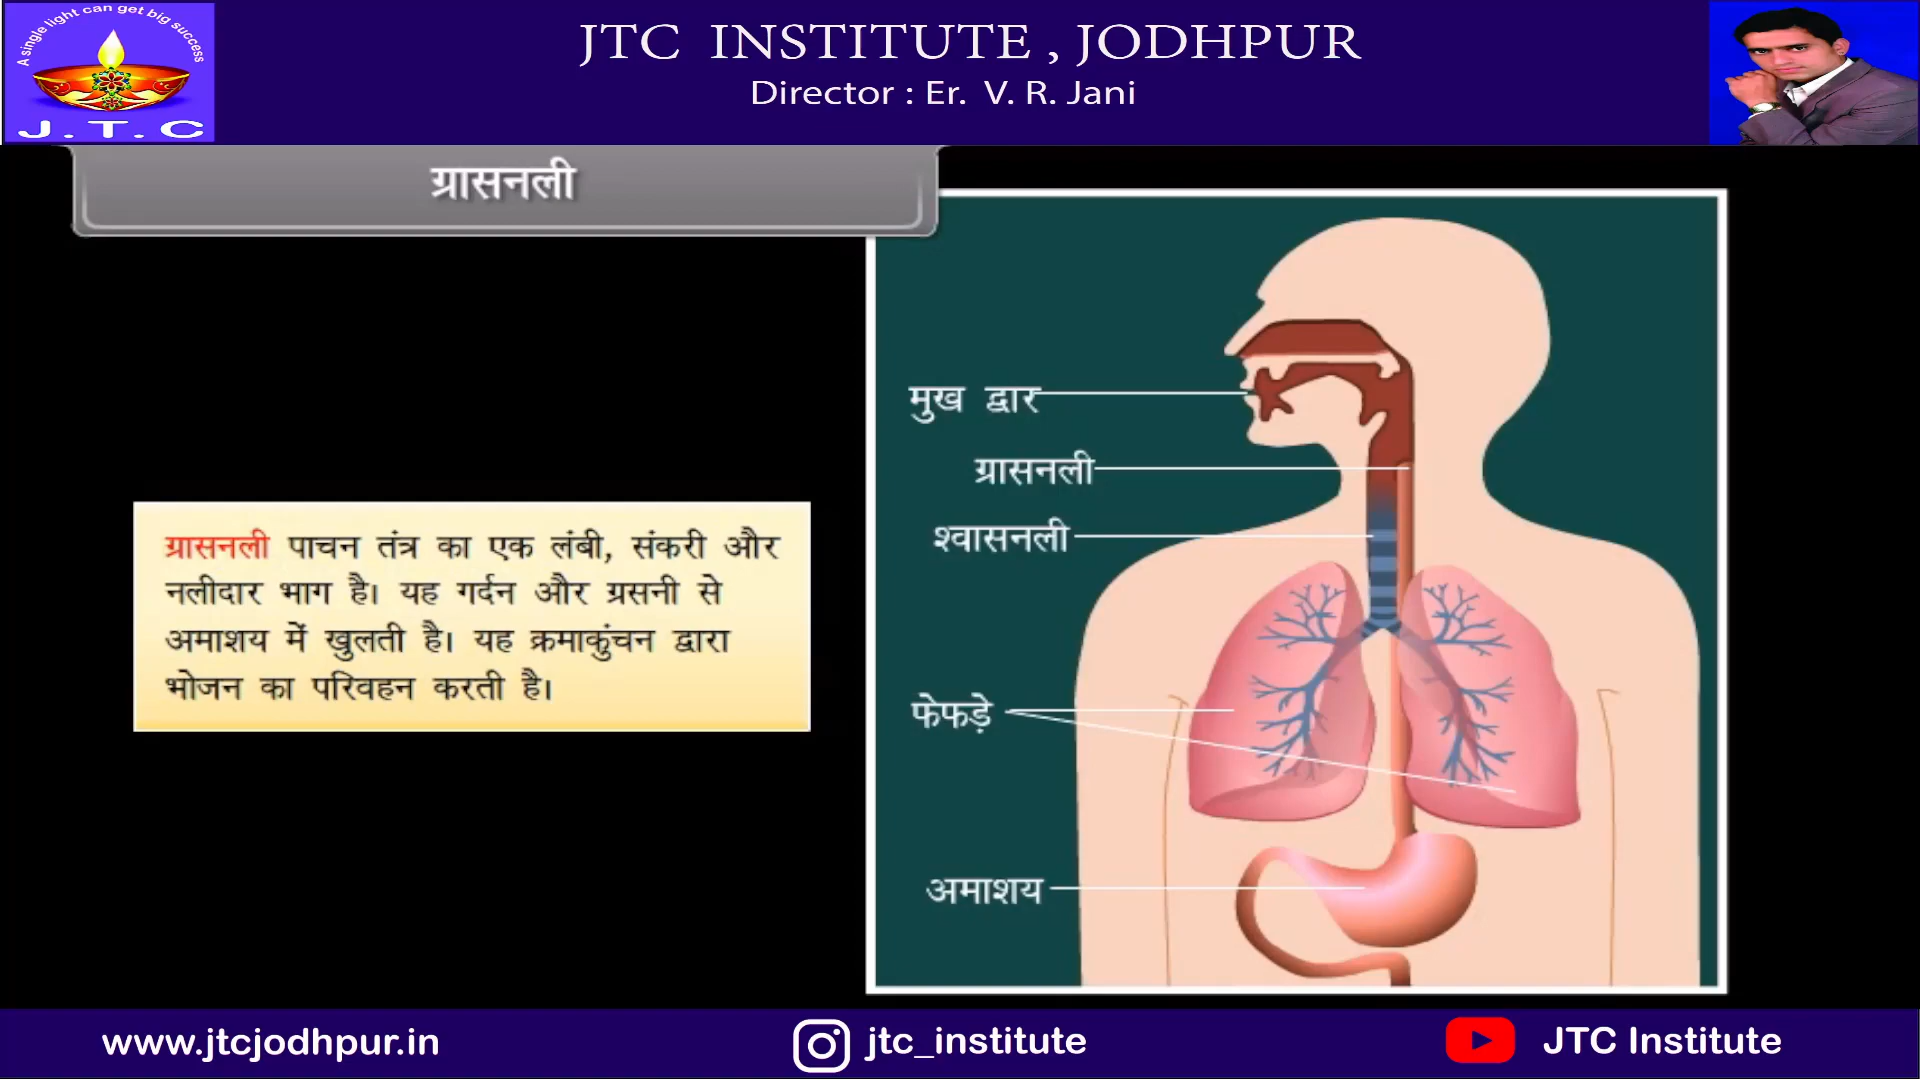 A single light can get big success
J.T.C
JTC INSTITUTE, JODHPUR
Director : Er. V. R. Jani
ग्रासनली
ग्रासनली पाचन तंत्र का एक लंबी, संकरी और
नलीदार भाग है। यह गर्दन और ग्रसनी से
अमाशय में खुलती है। यह क्रमाकुंचन द्वारा
भोजन का परिवहन करती है।
मुख द्वार
ग्रासनली
श्वासनली
फेफड़े
अमाशय
www.jtcjodhpur.in
jtc_institute
JTC Institute